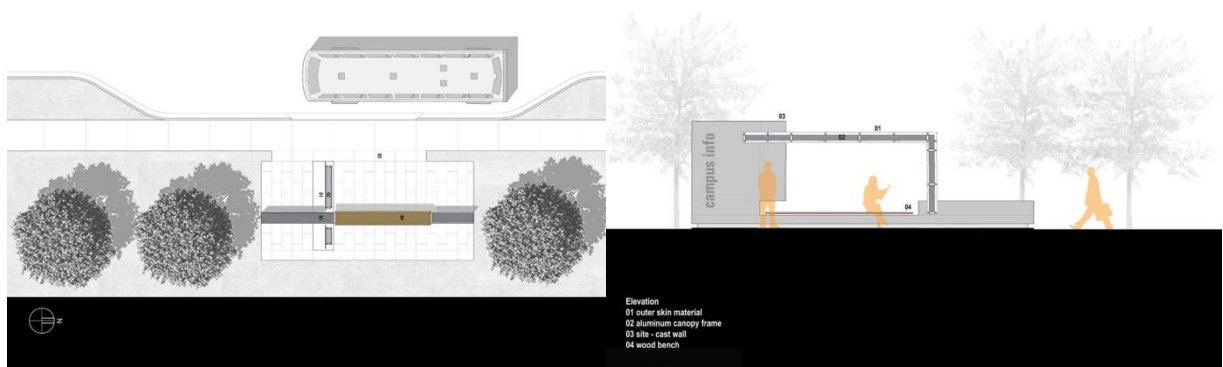 N
campus info
03
01
02
04
Elevation
01 outer skin material
02 aluminum canopy frame
03 site - cast wall
04 wood bench